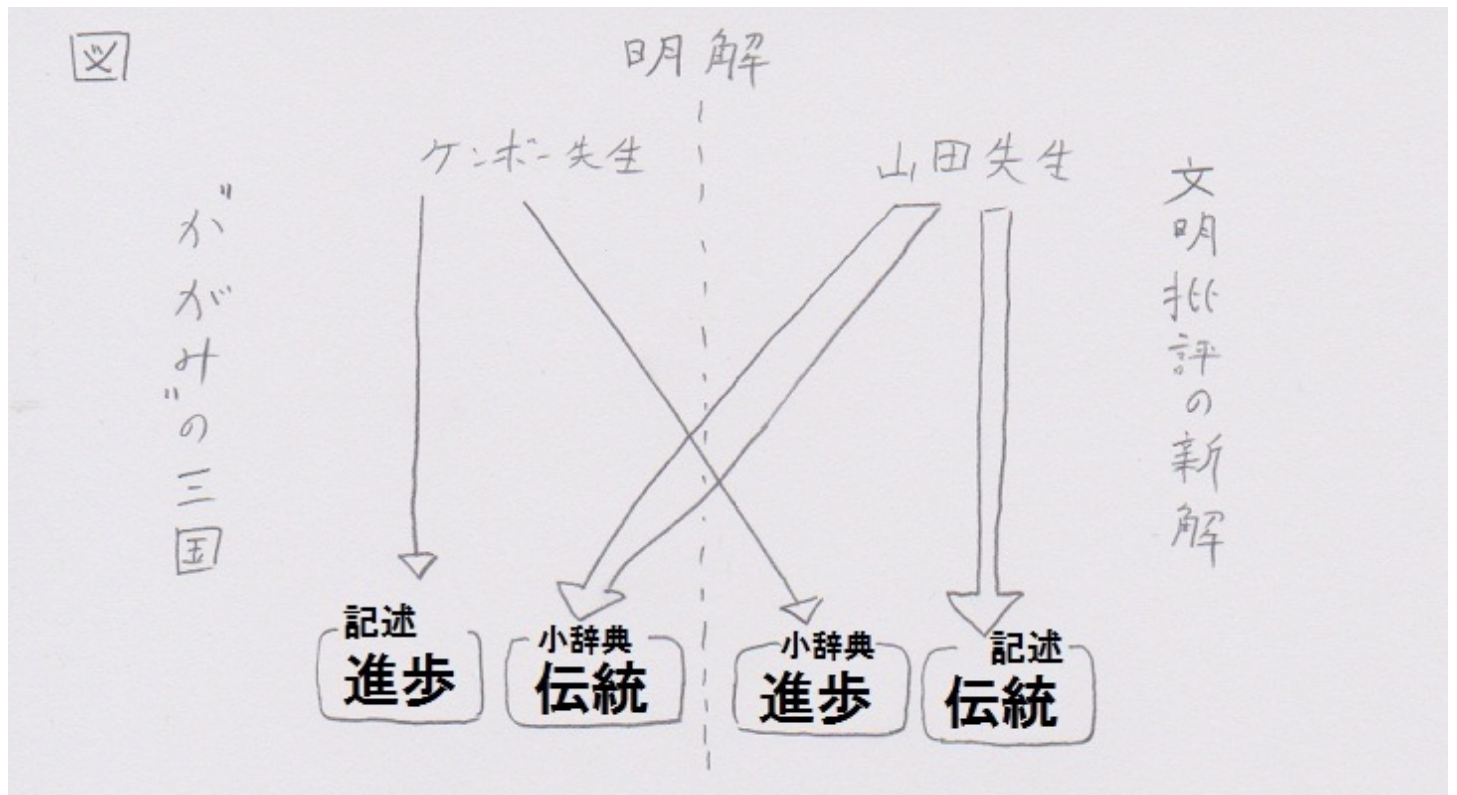 図
明解
ケンボー先生
山田先生
"かがみ"の三国
文明批評の新解
記述
進歩
小辞典
伝統
小辞典
進歩
記述
伝統